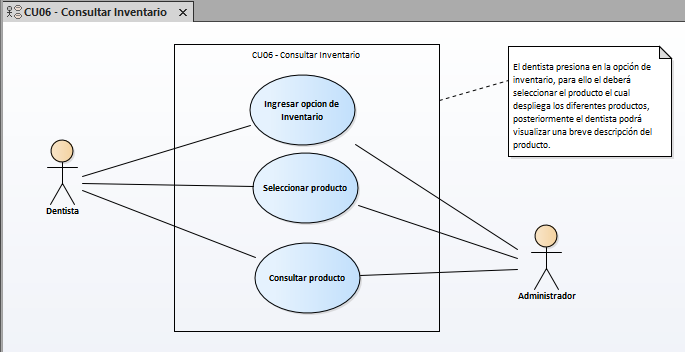 CU06 - Consultar Inventario
CU06 - Consultar Inventario
Ingresar opcion de
Inventario
Seleccionar producto
Consultar producto
Dentista
Administrador
El dentista presiona en la opción de
inventario, para ello el deberá
seleccionar el producto el cual
despliega los diferentes productos,
posteriormente el dentista podrá
visualizar una breve descripción del
producto.